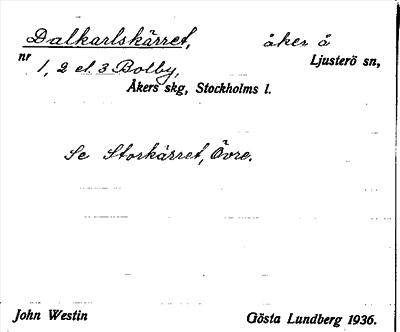 Dalkarlskärret, åker å
nr 1, 2 el. 3 Bolby, Ljusterö sn,
Åkers skg, Stockholms l.
Se Storkärret, Övre.
John Westin Gösta Lundberg 1936.